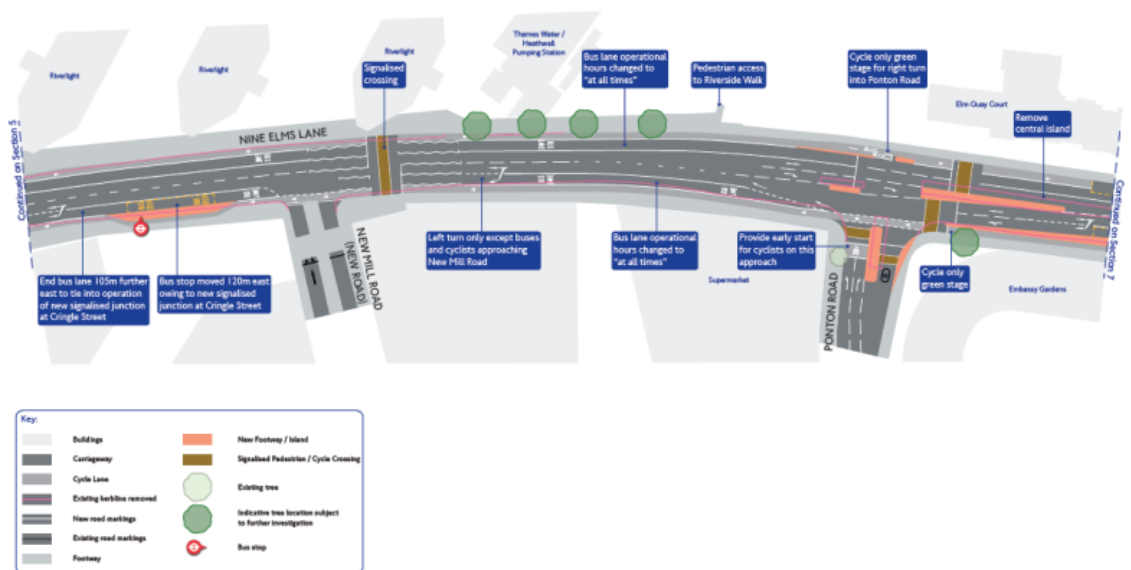 Riverlight
Riverlight
Riverlight
Thames Water /
Heathwall
Pumping Station
Signalised
crossing
Bus lane operational
hours changed to
"at all times"
Pedestrian access
to Riverside Walk
Cycle only green
stage for right turn
into Ponton Road
Elm Quay Court
Remove
central island
Continued on Section 5
NINE ELMS LANE
Continued on Section 7
End bus lane 105m further
east to tie into operation
of new signalised junction
at Cringle Street
Bus stop moved 120m east
owing to new signalised
junction at Cringle Street
NEW MILL ROAD
(NEW ROAD)
Left turn only except buses
and cyclists approaching
New Mill Road
Bus lane operational
hours changed to
"at all times"
Supermarket
Provide early start
for cyclists on this
approach
PONTON ROAD
Cycle only
green stage
Embassy Gardens
Key:
Buildings
Carriageway
Cycle Lane
Existing kerbline removed
New road markings
Existing road markings
Footway
New Footway / Island
Signalised Pedestrian / Cycle Crossing
Existing tree
Indicative tree location subject
to further investigation
Bus stop